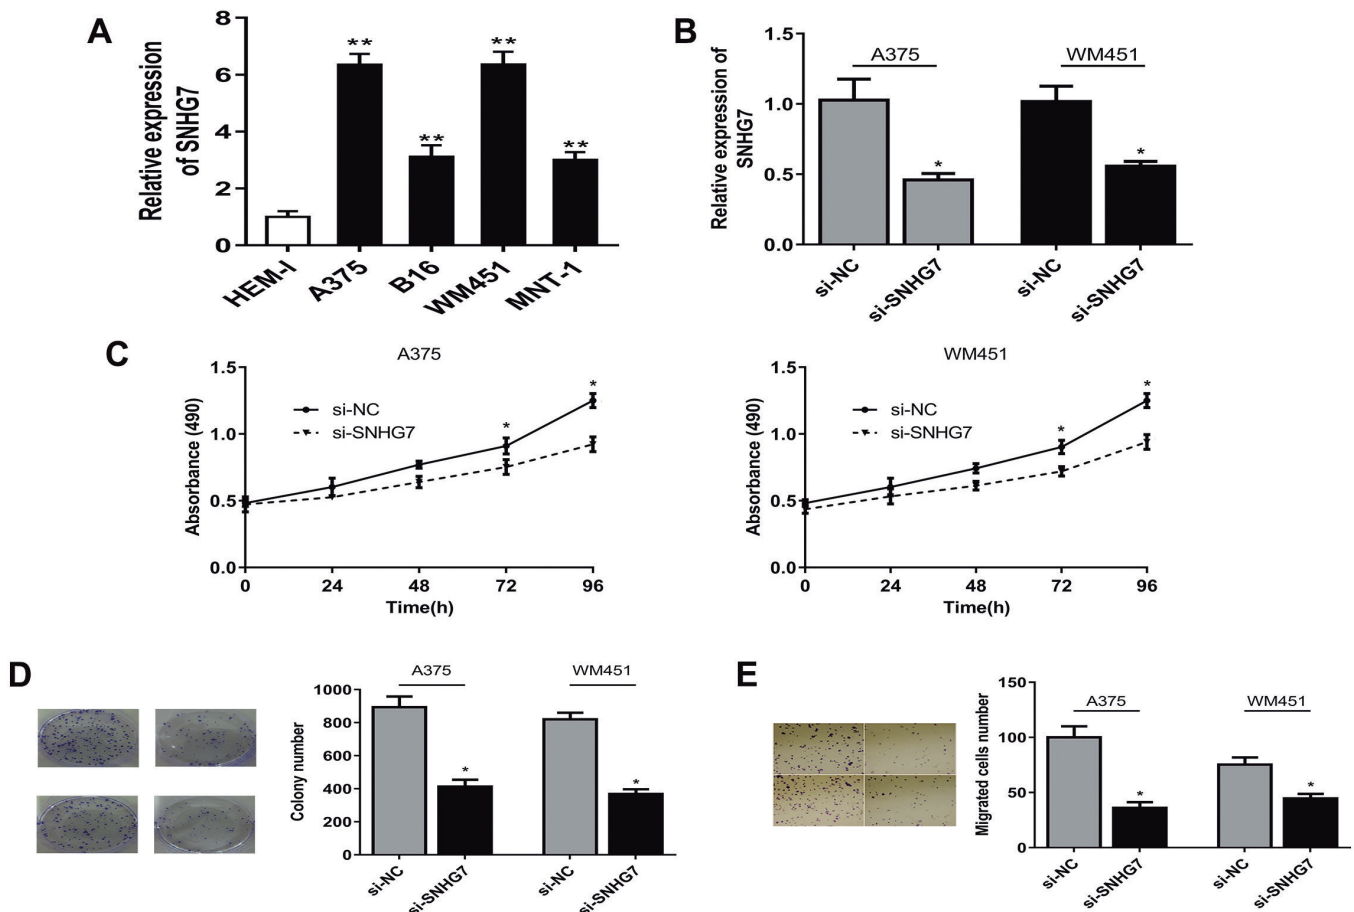 A
Relative expression
of SNHG7
8
6
4
2
0
**
**
**
**
HEM-I
A375
B16
WM451
MNT-1
B
Relative expression of
SNHG7
1.5
1.0
0.5
0.0
A375
WM451
*
*
si-NC
si-SNHG7
si-NC
si-SNHG7
C
A375
Absorbance (490)
1.5
1.0
0.5
0.0
si-NC
si-SNHG7
*
*
0 24 48 72 96
Time(h)
WM451
Absorbance (490)
1.5
1.0
0.5
0.0
si-NC
si-SNHG7
*
*
0 24 48 72 96
Time(h)
D
Colony number
1000
800
600
400
200
0
A375
WM451
*
*
si-NC
si-SNHG7
si-NC
si-SNHG7
E
Migrated cells number
150
100
50
0
A375
WM451
*
*
si-NC
si-SNHG7
si-NC
si-SNHG7